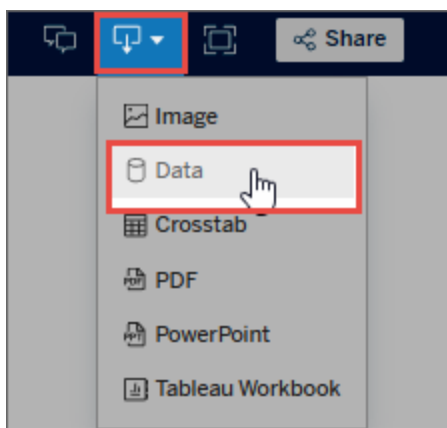 Share
Image
Data
Crosstab
PDF
PowerPoint
Tableau Workbook